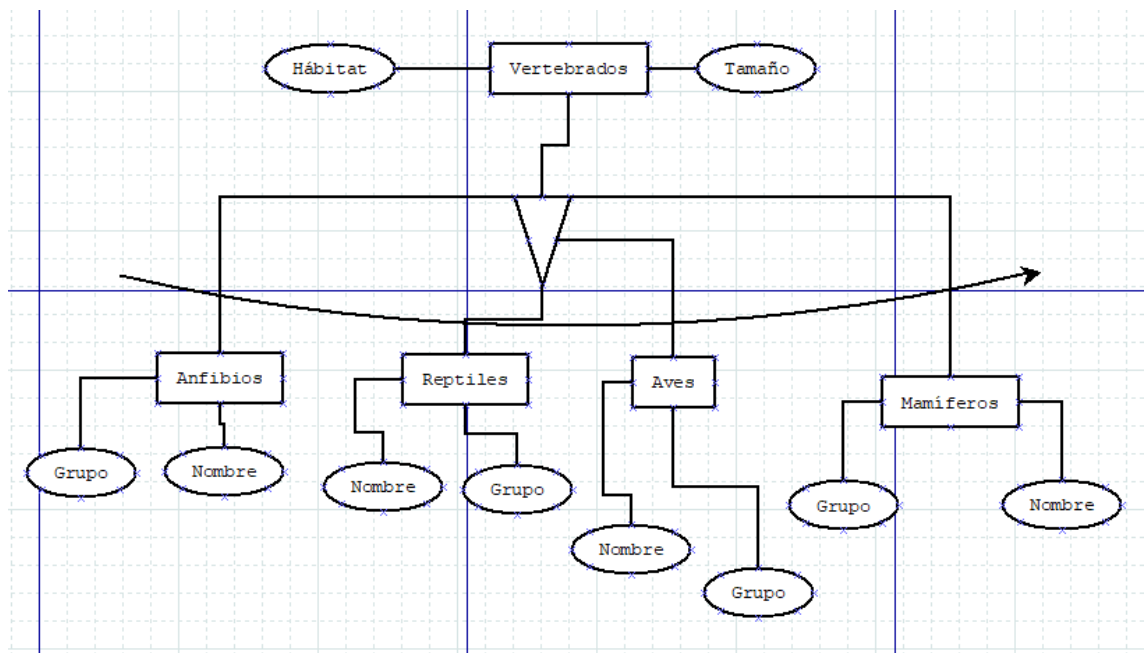 Hábitat
Vertebrados
Tamaño
Anfibios
Reptiles
Aves
Mamíferos
Grupo
Nombre
Nombre
Grupo
Nombre
Grupo
Grupo
Nombre